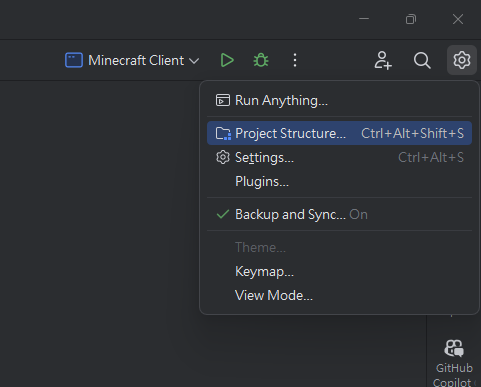 Minecraft Client
Run Anything...
Project Structure... Ctrl+Alt+Shift+S
Settings... Ctrl+Alt+S
Plugins...
Backup and Sync... On
Theme...
Keymap...
View Mode...
GitHub
Copilot